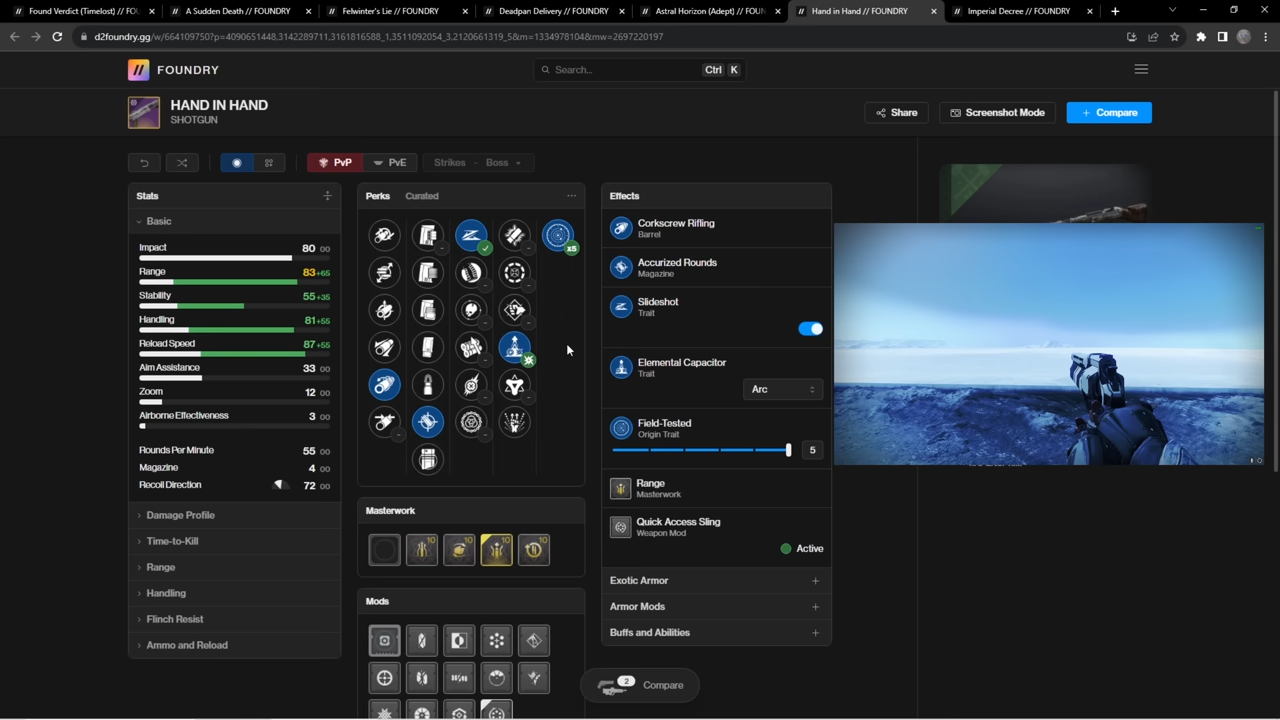 Found Verdict (Timelost) // FO
A Sudden Death // FOUNDRY
Felwinter's Lie // FOUNDRY
Deadpan Delivery // FOUNDRY
Astral Horizon (Adept) // FOUN
Hand in Hand // FOUNDRY
Imperial Decree // FOUNDRY
d2foundry.gg/w/664109750?p=4090651448,3142289711,3161816588_1,3511092054_3,2120661319_5&m=1334978104&mw=2697220197
FOUNDRY
Search...
Ctrl K
HAND IN HAND
SHOTGUN
Share
Screenshot Mode
Compare
PvP
PvE
Strikes - Boss
Stats
Basic
Impact 80 00
Range 83 +65
Stability 55 +35
Handling 81 +55
Reload Speed 87 +55
Aim Assistance 33 00
Zoom 12 00
Airborne Effectiveness 3 00
Rounds Per Minute 55 00
Magazine 4 00
Recoil Direction 72 00
Damage Profile
Time-to-Kill
Range
Handling
Flinch Resist
Ammo and Reload
Perks Curated
x5
Masterwork
10 10 10 10
Mods
Effects
Corkscrew Rifling
Barrel
Accurized Rounds
Magazine
Slideshot
Trait
Elemental Capacitor
Trait
Arc
Field-Tested
Origin Trait
5
Range
Masterwork
Quick Access Sling
Weapon Mod
Active
Exotic Armor
Armor Mods
Buffs and Abilities
2
Compare